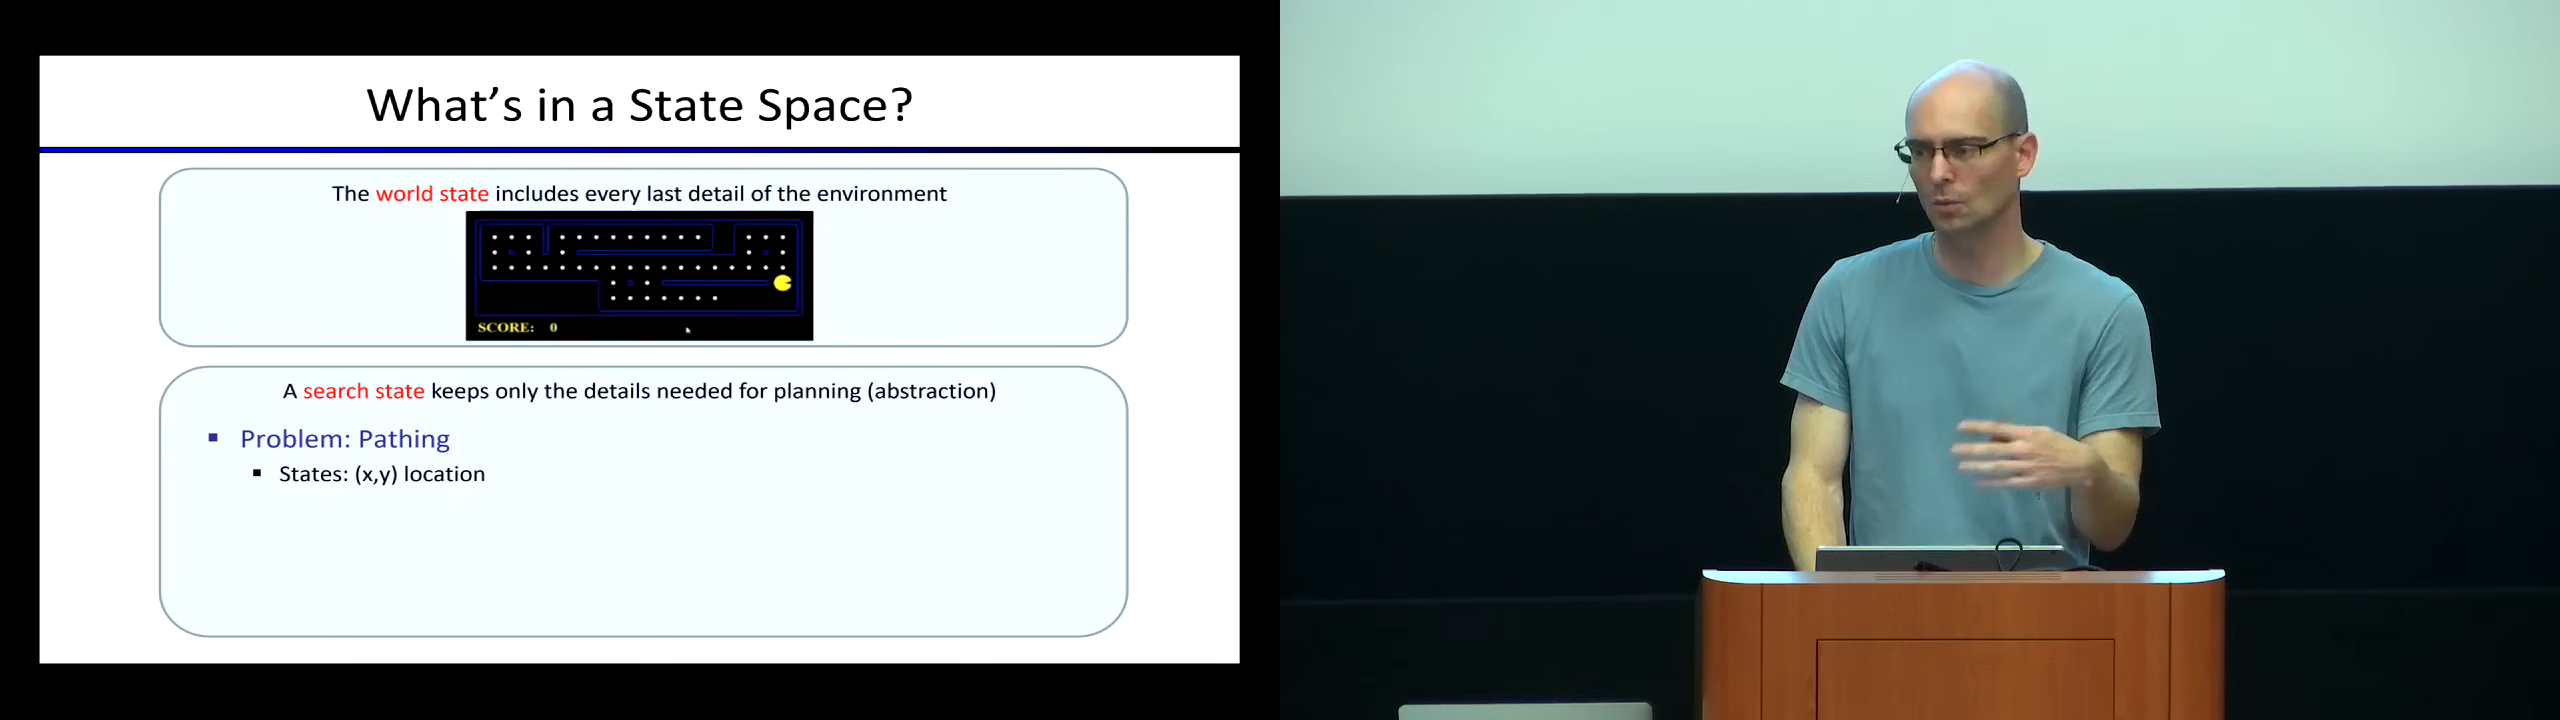 What's in a State Space?
The world state includes every last detail of the environment
SCORE: 0
A search state keeps only the details needed for planning (abstraction)
▪ Problem: Pathing
▪ States: (x,y) location